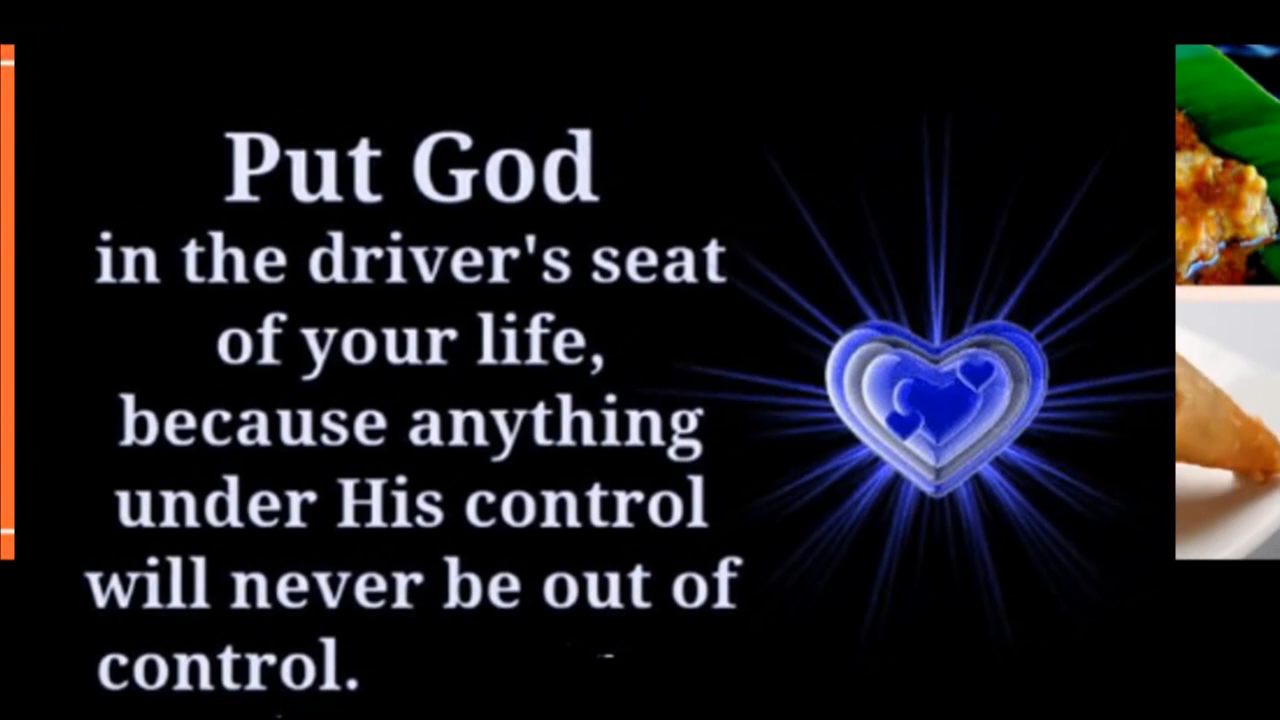 Put God
in the driver's seat
of your life,
because anything
under His control
will never be out of
control.